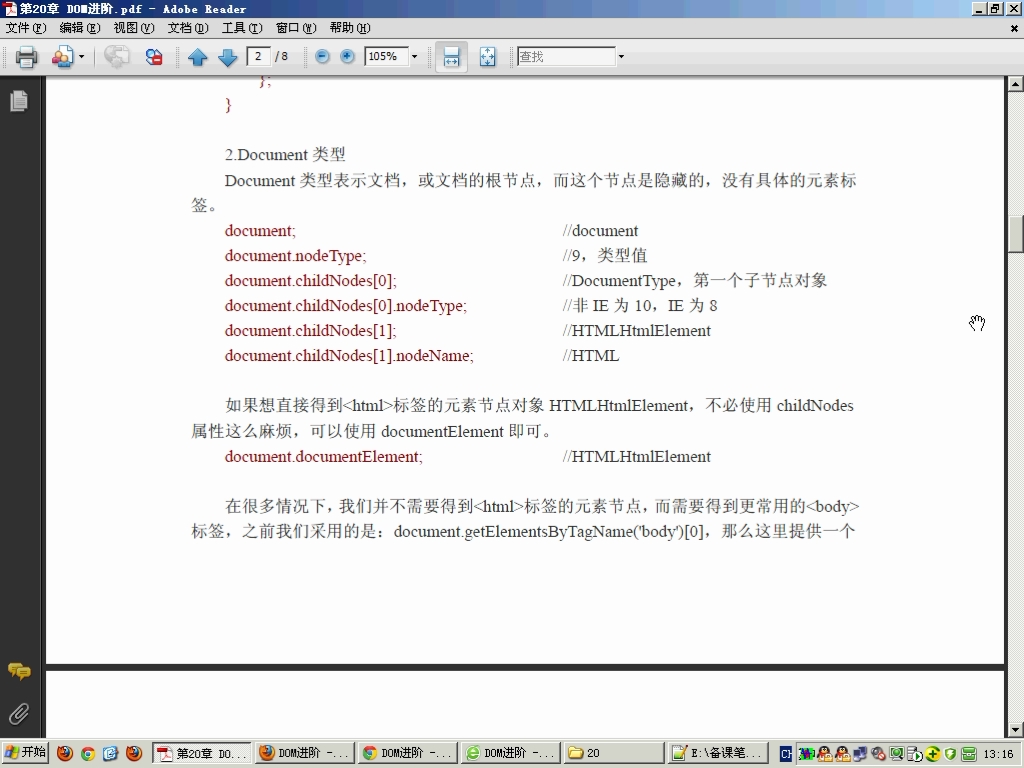 第20章 DOM进阶.pdf - Adobe Reader
文件(F) 编辑(E) 视图(V) 文档(D) 工具(T) 窗口(W) 帮助(H)
2 / 8 105% 查找
};
}
2.Document 类型
Document 类型表示文档，或文档的根节点，而这个节点是隐藏的，没有具体的元素标
签。
document; //document
document.nodeType; //9，类型值
document.childNodes[0]; //DocumentType，第一个子节点对象
document.childNodes[0].nodeType; //非 IE 为 10，IE 为 8
document.childNodes[1]; //HTMLHtmlElement
document.childNodes[1].nodeName; //HTML
如果想直接得到<html>标签的元素节点对象 HTMLHtmlElement，不必使用 childNodes
属性这么麻烦，可以使用 documentElement 即可。
document.documentElement; //HTMLHtmlElement
在很多情况下，我们并不需要得到<html>标签的元素节点，而需要得到更常用的<body>
标签，之前我们采用的是：document.getElementsByTagName('body')[0]，那么这里提供一个
开始 第20章 DO... DOM进阶 -... DOM进阶 -... DOM进阶 -... 20 E:\备课笔... CH 13:16